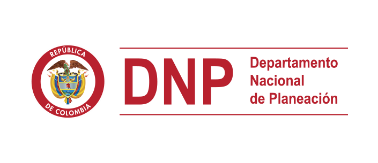 REPÚBLICA
DE COLOMBIA
DNP
Departamento
Nacional
de Planeación